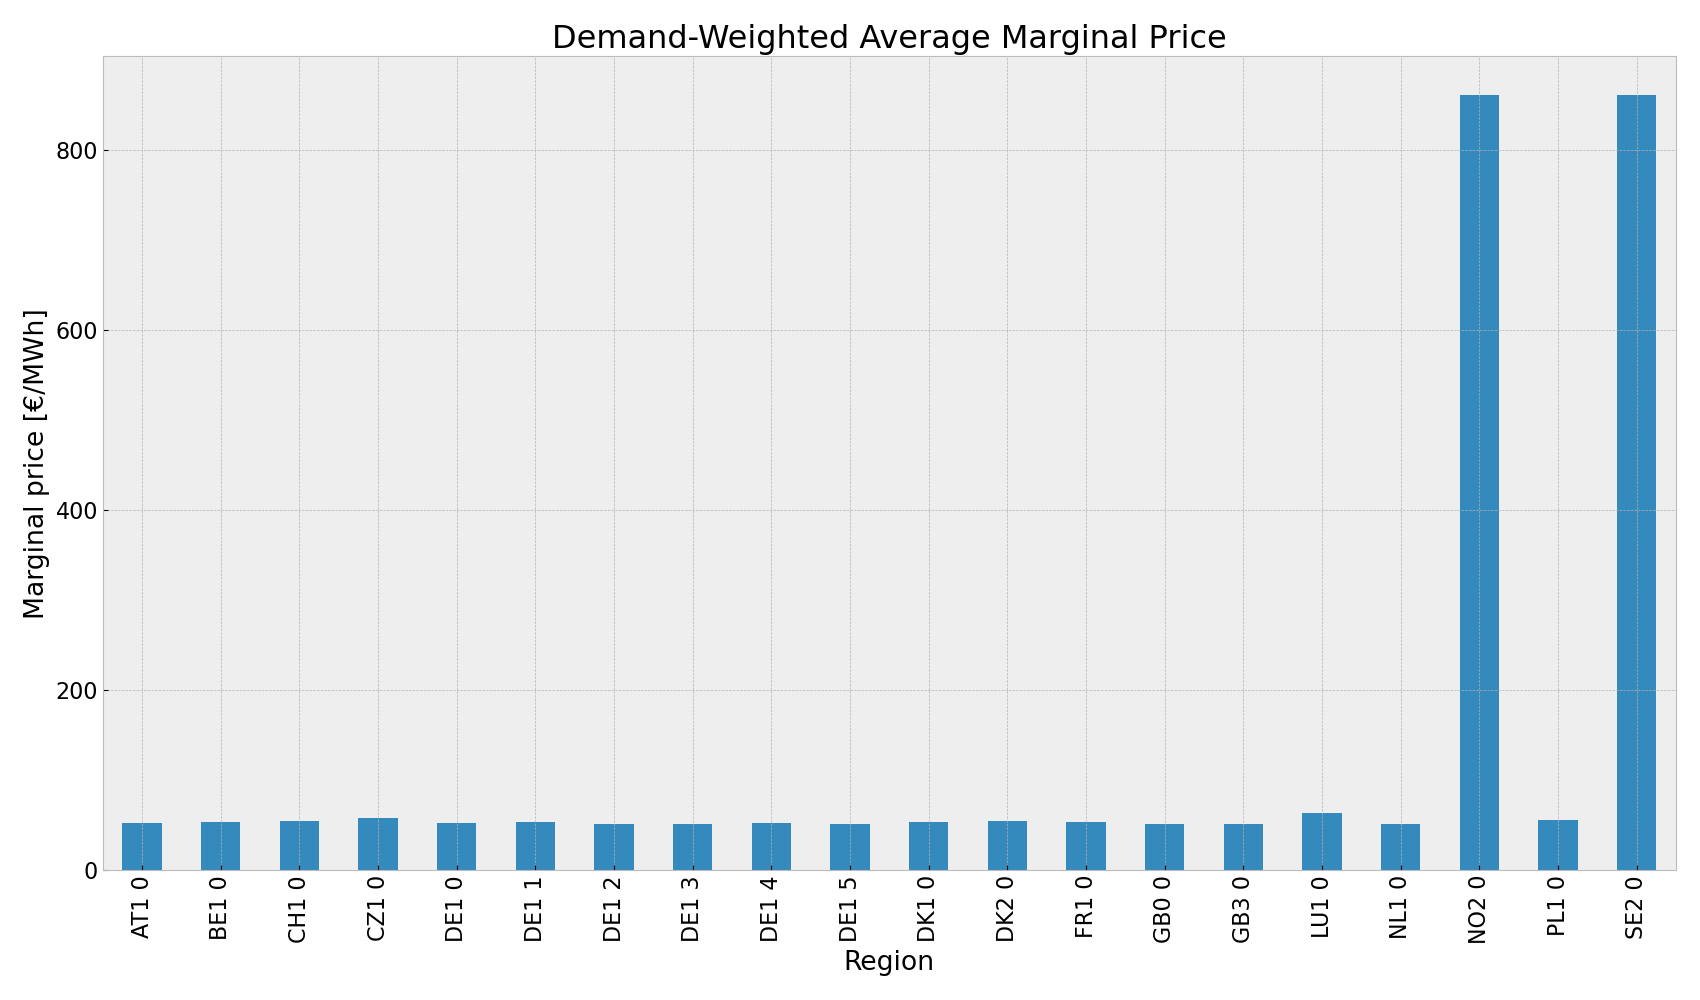 Demand-Weighted Average Marginal Price
Marginal price [€/MWh]
800
600
400
200
0
AT1 0
BE1 0
CH1 0
CZ1 0
DE1 0
DE1 1
DE1 2
DE1 3
DE1 4
DE1 5
DK1 0
DK2 0
FR1 0
GB0 0
GB3 0
LU1 0
NL1 0
NO2 0
PL1 0
SE2 0
Region